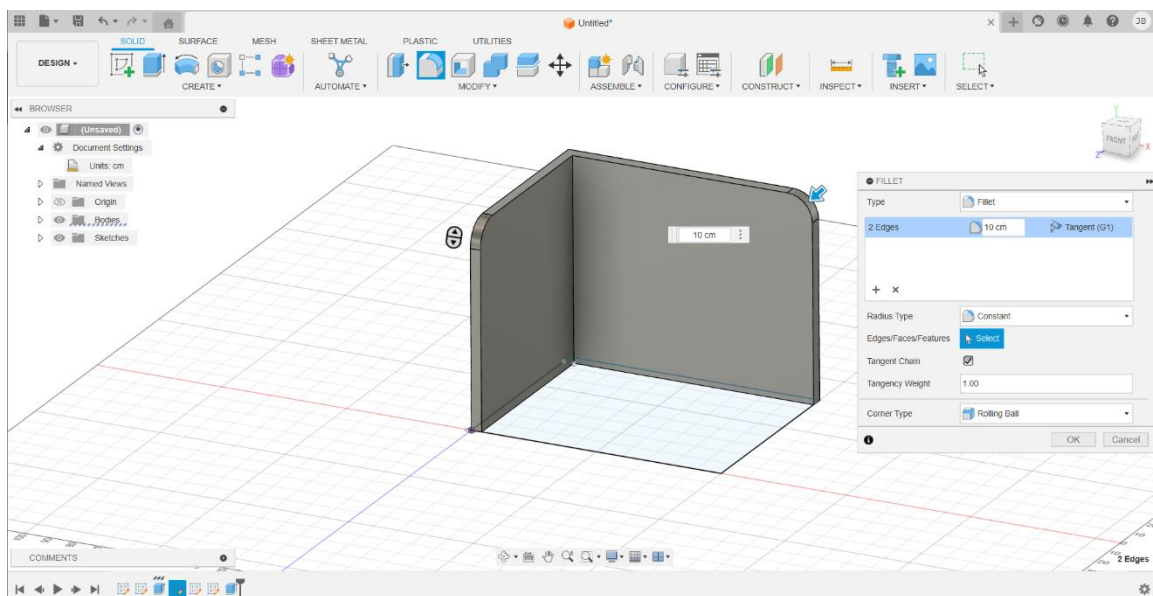 Untitled*
JB
SOLID SURFACE MESH SHEET METAL PLASTIC UTILITIES
DESIGN
CREATE AUTOMATE MODIFY ASSEMBLE CONFIGURE CONSTRUCT INSPECT INSERT SELECT
BROWSER
(Unsaved)
Document Settings
Units: cm
Named Views
Origin
Bodies
Sketches
Y
FRONT
X
Z
10 cm
FILLET
Type Fillet
2 Edges 10 cm Tangent (G1)
Radius Type Constant
Edges/Faces/Features Select
Tangent Chain
Tangency Weight 1.00
Corner Type Rolling Ball
OK Cancel
COMMENTS
2 Edges